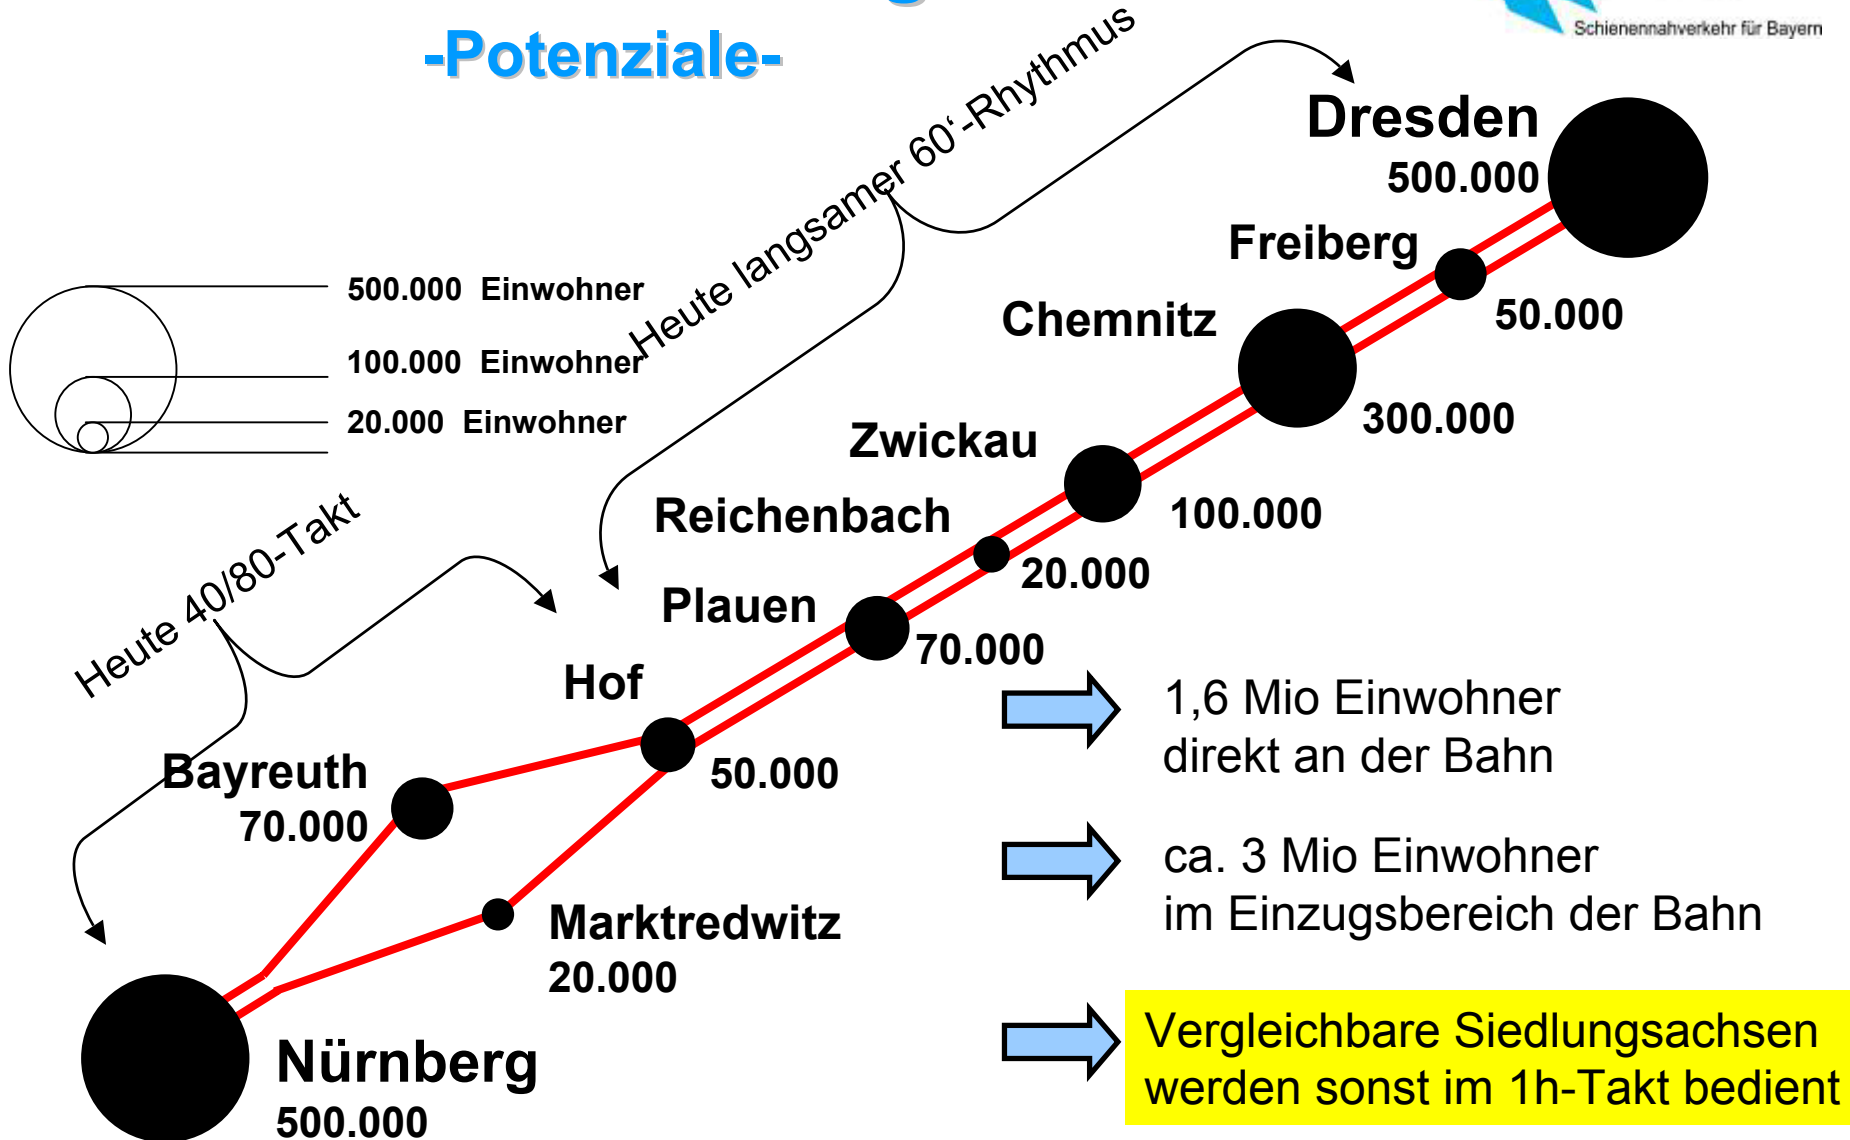 -Potenziale-
Schienennahverkehr für Bayern
Heute langsamer 60‘-Rhythmus
Dresden
500.000
Freiberg
50.000
500.000 Einwohner
100.000 Einwohner
20.000 Einwohner
Chemnitz
300.000
Zwickau
100.000
Reichenbach
20.000
Heute 40/80-Takt
Plauen
70.000
Hof
50.000
Bayreuth
70.000
Marktredwitz
20.000
Nürnberg
500.000
1,6 Mio Einwohner
direkt an der Bahn
ca. 3 Mio Einwohner
im Einzugsbereich der Bahn
Vergleichbare Siedlungsachsen
werden sonst im 1h-Takt bedient